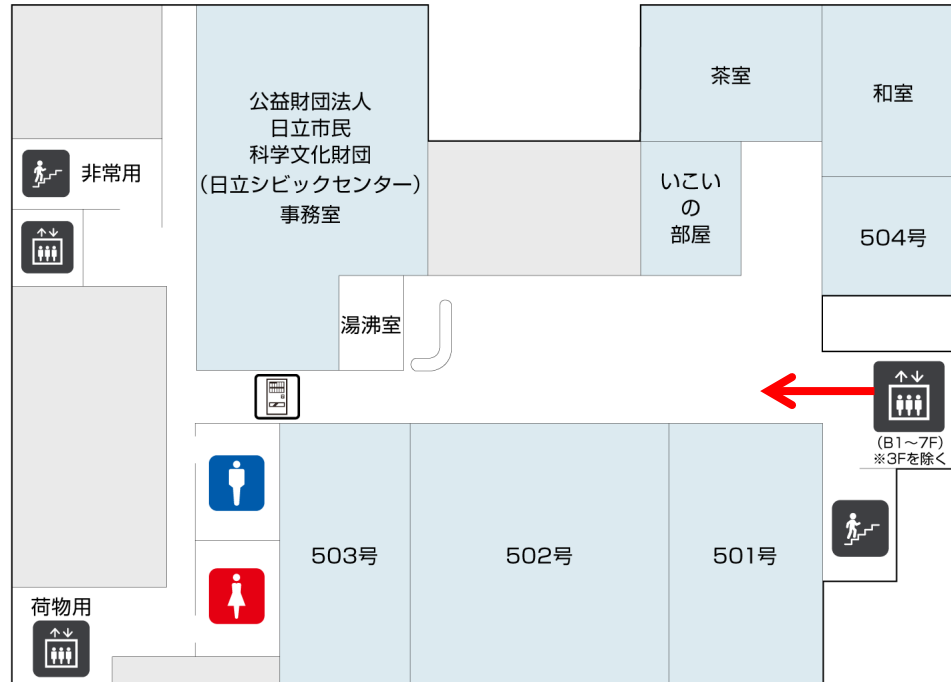 公益財団法人
日立市民
科学文化財団
（日立シビックセンター）
事務室
茶室
和室
非常用
いこい
の
部屋
504号
湯沸室
(B1〜7F)
※3Fを除く
503号
502号
501号
荷物用